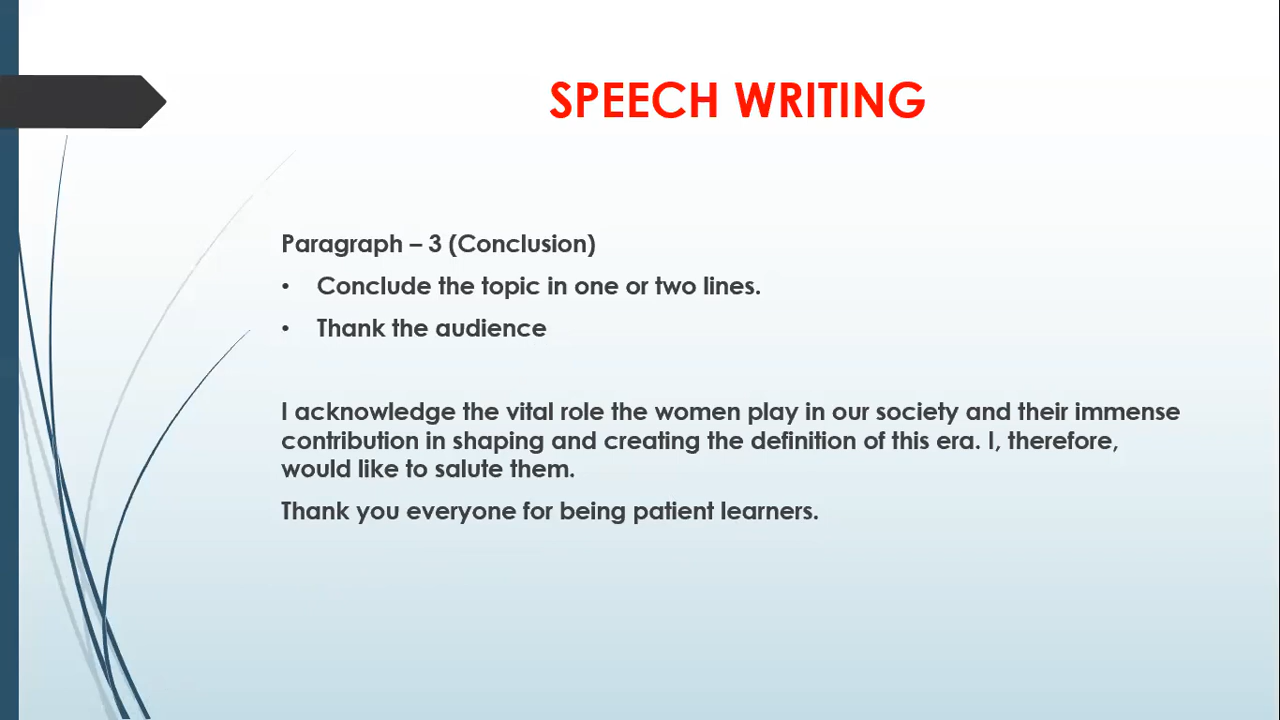 SPEECH WRITING
Paragraph – 3 (Conclusion)
• Conclude the topic in one or two lines.
• Thank the audience
I acknowledge the vital role the women play in our society and their immense
contribution in shaping and creating the definition of this era. I, therefore,
would like to salute them.
Thank you everyone for being patient learners.